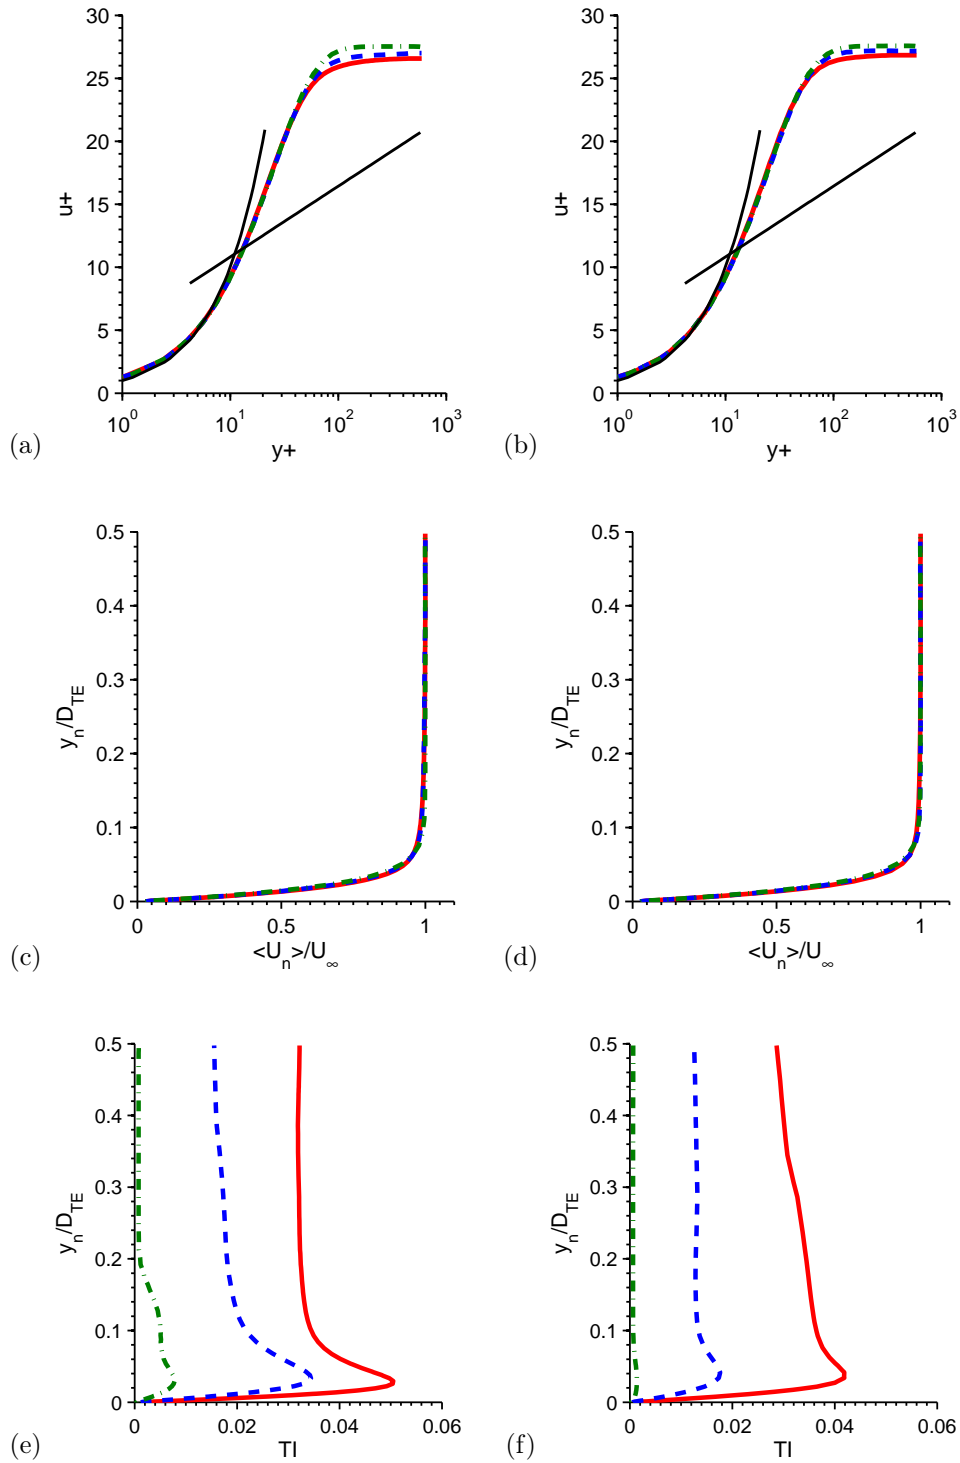 30 30
25 25
20 20
u+ 15 u+ 15
10 10
5 5
0 0
10^0 10^1 10^2 10^3 10^0 10^1 10^2 10^3
(a) y+ (b) y+
0.5 0.5
0.4 0.4
0.3 0.3
y_n/D_TE y_n/D_TE
0.2 0.2
0.1 0.1
0 0
0 0.5 1 0 0.5 1
(c) <U_n>/U_∞ (d) <U_n>/U_∞
0.5 0.5
0.4 0.4
0.3 0.3
y_n/D_TE y_n/D_TE
0.2 0.2
0.1 0.1
0 0
0 0.02 0.04 0.06 0 0.02 0.04 0.06
(e) TI (f) TI